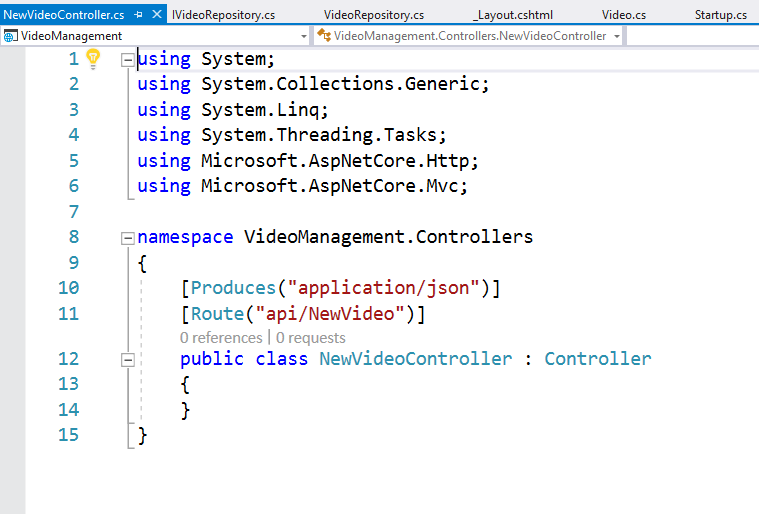 NewVideoController.cs IVideoRepository.cs VideoRepository.cs _Layout.cshtml Video.cs Startup.cs
VideoManagement VideoManagement.Controllers.NewVideoController
1 using System;
2 using System.Collections.Generic;
3 using System.Linq;
4 using System.Threading.Tasks;
5 using Microsoft.AspNetCore.Http;
6 using Microsoft.AspNetCore.Mvc;
7
8 namespace VideoManagement.Controllers
9 {
10 [Produces("application/json")]
11 [Route("api/NewVideo")]
0 references | 0 requests
12 public class NewVideoController : Controller
13 {
14 }
15 }